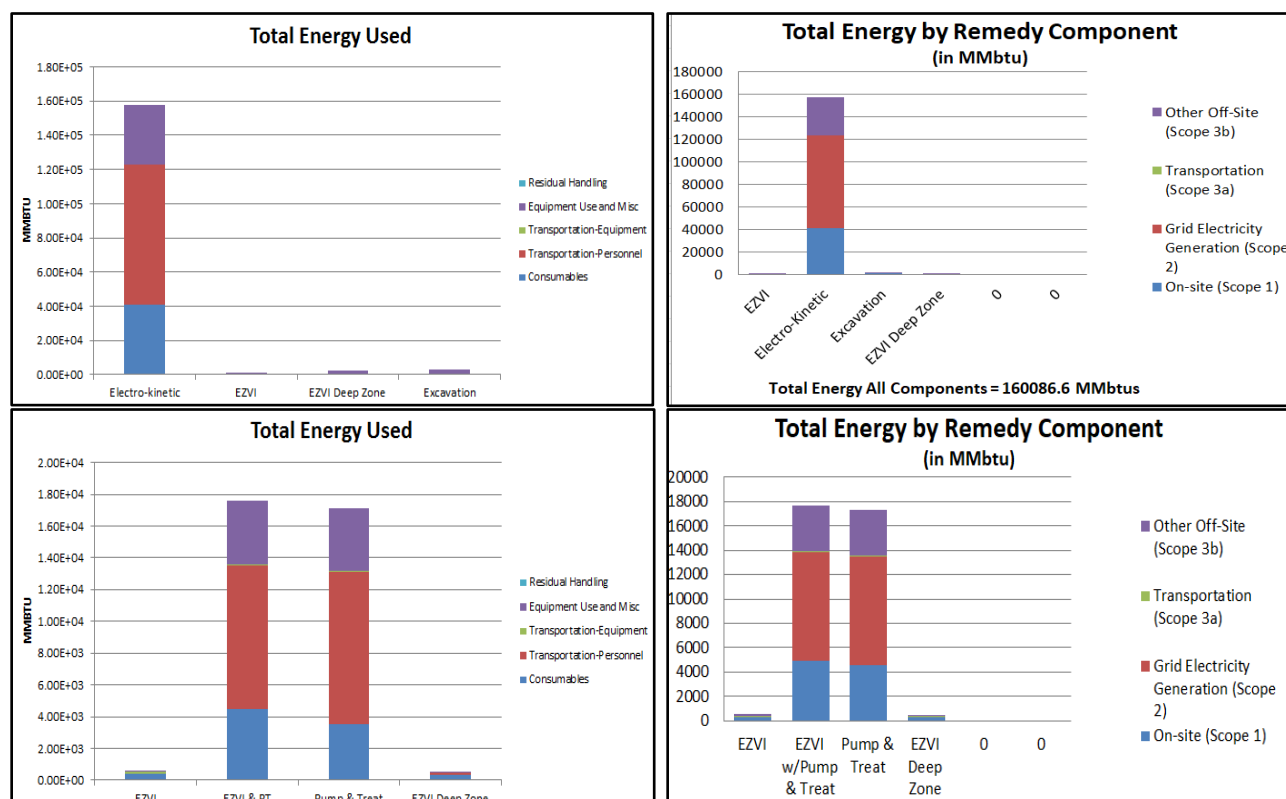 Total Energy Used
1.80E+05
1.60E+05
1.40E+05
1.20E+05
1.00E+05
8.00E+04
6.00E+04
4.00E+04
2.00E+04
0.00E+00
MMBTU
Electro-kinetic
EZVI
EZVI Deep Zone
Excavation
Residual Handling
Equipment Use and Misc
Transportation-Equipment
Transportation-Personnel
Consumables
Total Energy by Remedy Component
(in MMbtu)
180000
160000
140000
120000
100000
80000
60000
40000
20000
0
EZVI
Electro-Kinetic
Excavation
EZVI Deep Zone
0
0
Other Off-Site
(Scope 3b)
Transportation
(Scope 3a)
Grid Electricity
Generation (Scope
2)
On-site (Scope 1)
Total Energy All Components = 160086.6 MMbtus
Total Energy Used
2.00E+04
1.80E+04
1.60E+04
1.40E+04
1.20E+04
1.00E+04
8.00E+03
6.00E+03
4.00E+03
2.00E+03
0.00E+00
MMBTU
EZVI
EZVI & PT
Pump & Treat
EZVI Deep Zone
Residual Handling
Equipment Use and Misc
Transportation-Equipment
Transportation-Personnel
Consumables
Total Energy by Remedy Component
(in MMbtu)
20000
18000
16000
14000
12000
10000
8000
6000
4000
2000
0
EZVI
EZVI
w/Pump
& Treat
Pump &
Treat
EZVI
Deep
Zone
0
0
Other Off-Site
(Scope 3b)
Transportation
(Scope 3a)
Grid Electricity
Generation (Scope
2)
On-site (Scope 1)